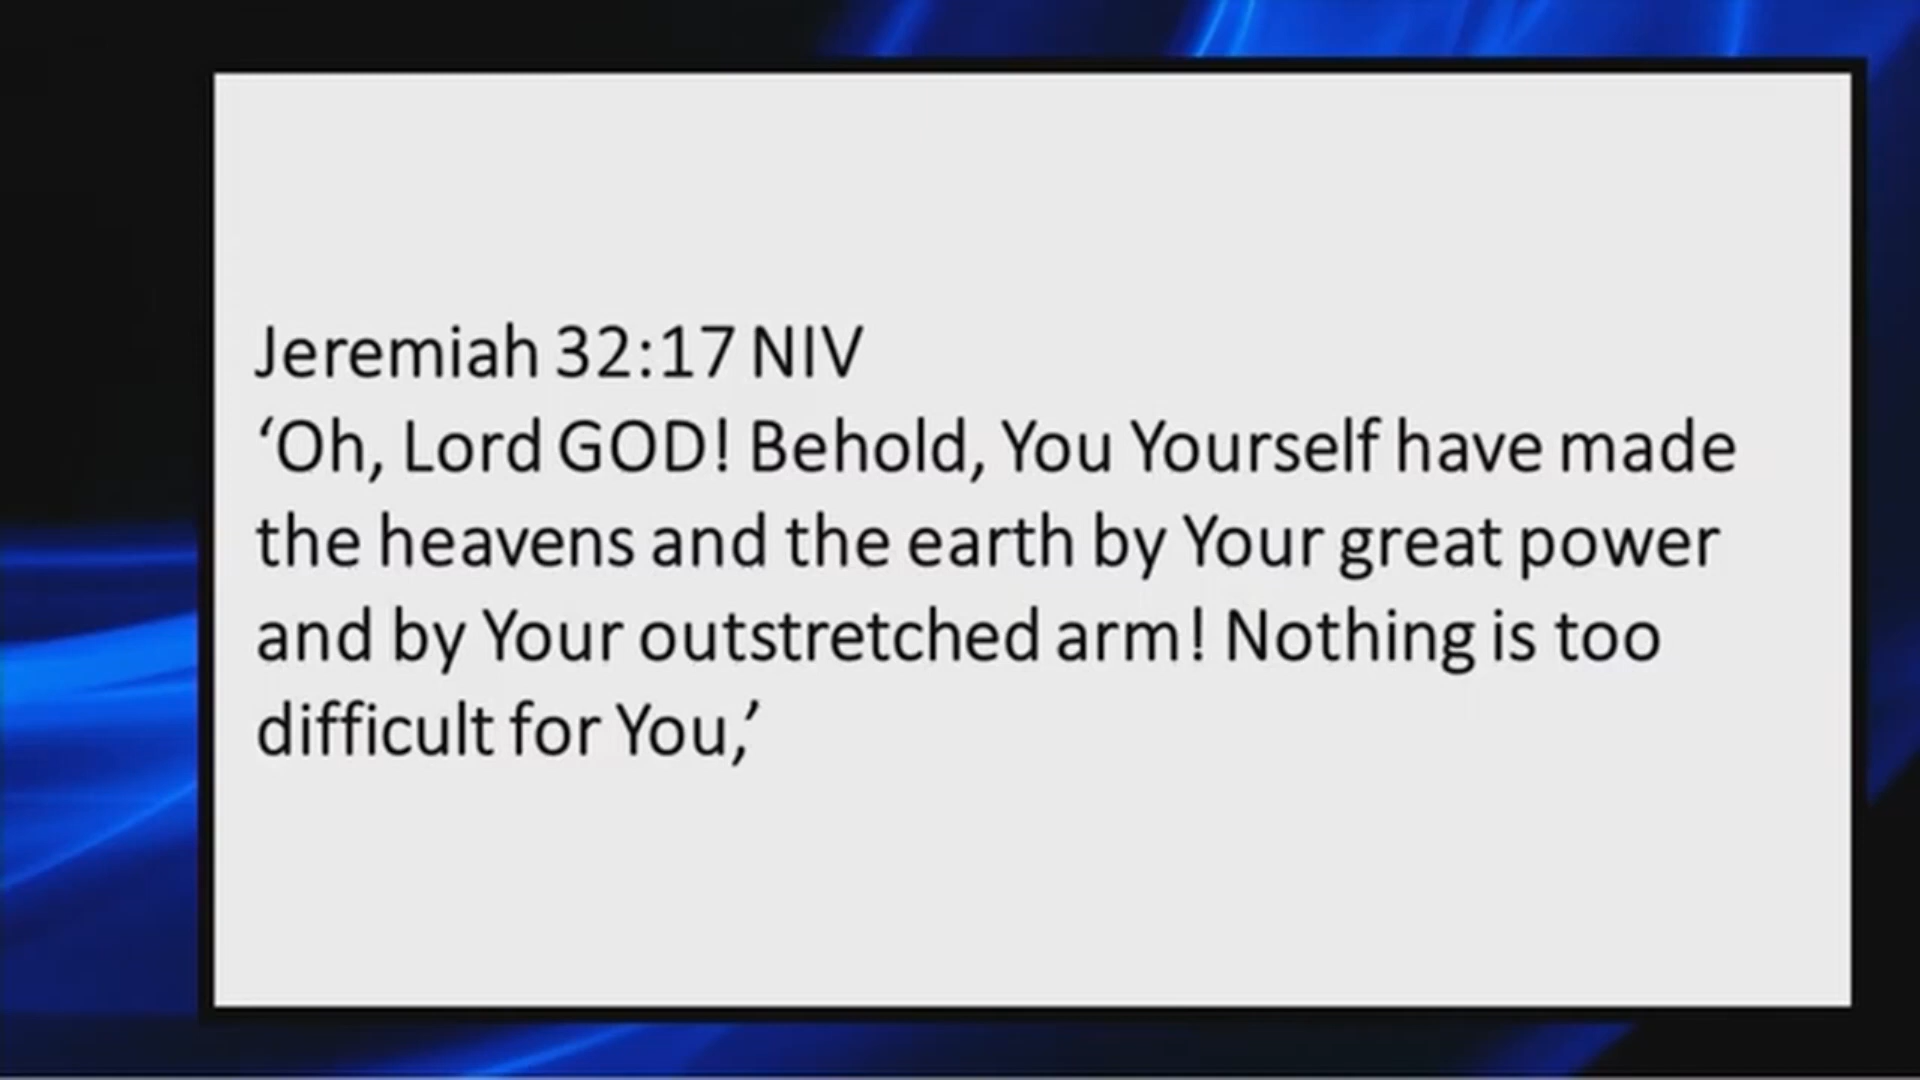 Jeremiah 32:17 NIV
‘Oh, Lord GOD! Behold, You Yourself have made
the heavens and the earth by Your great power
and by Your outstretched arm! Nothing is too
difficult for You,’